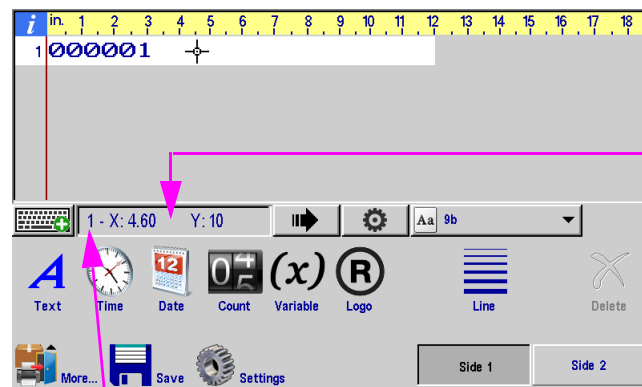 i in. 1 2 3 4 5 6 7 8 9 10 11 12 13 14 15 16 17 18
1 000001
1 - X: 4.60 Y: 10 Aa 9b
12 04 (x) R
A
Text Time Date Count Variable Logo Line Delete
More... Save Settings Side 1 Side 2